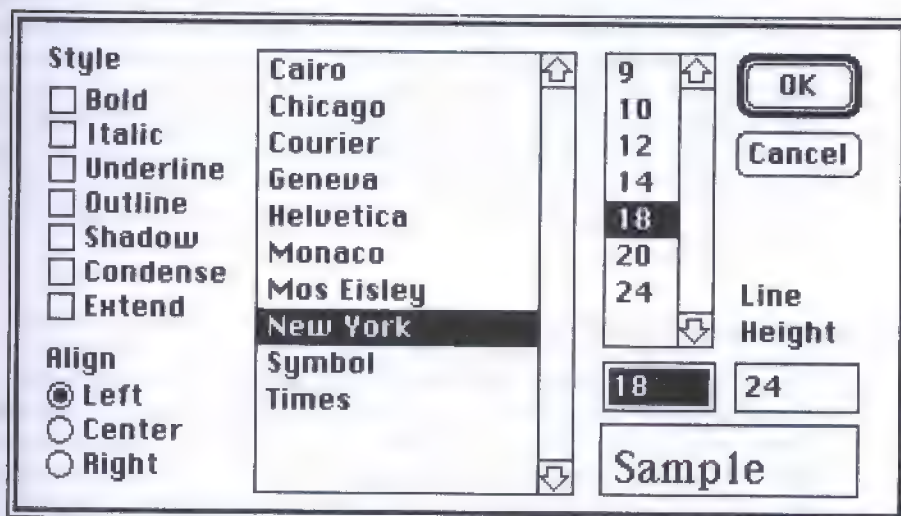 Style
Bold
Italic
Underline
Outline
Shadow
Condense
Extend
Align
Left
Center
Right
Cairo
Chicago
Courier
Geneva
Helvetica
Monaco
Mos Eisley
New York
Symbol
Times
9
10
12
14
18
20
24
18
OK
Cancel
Line
Height
24
Sample